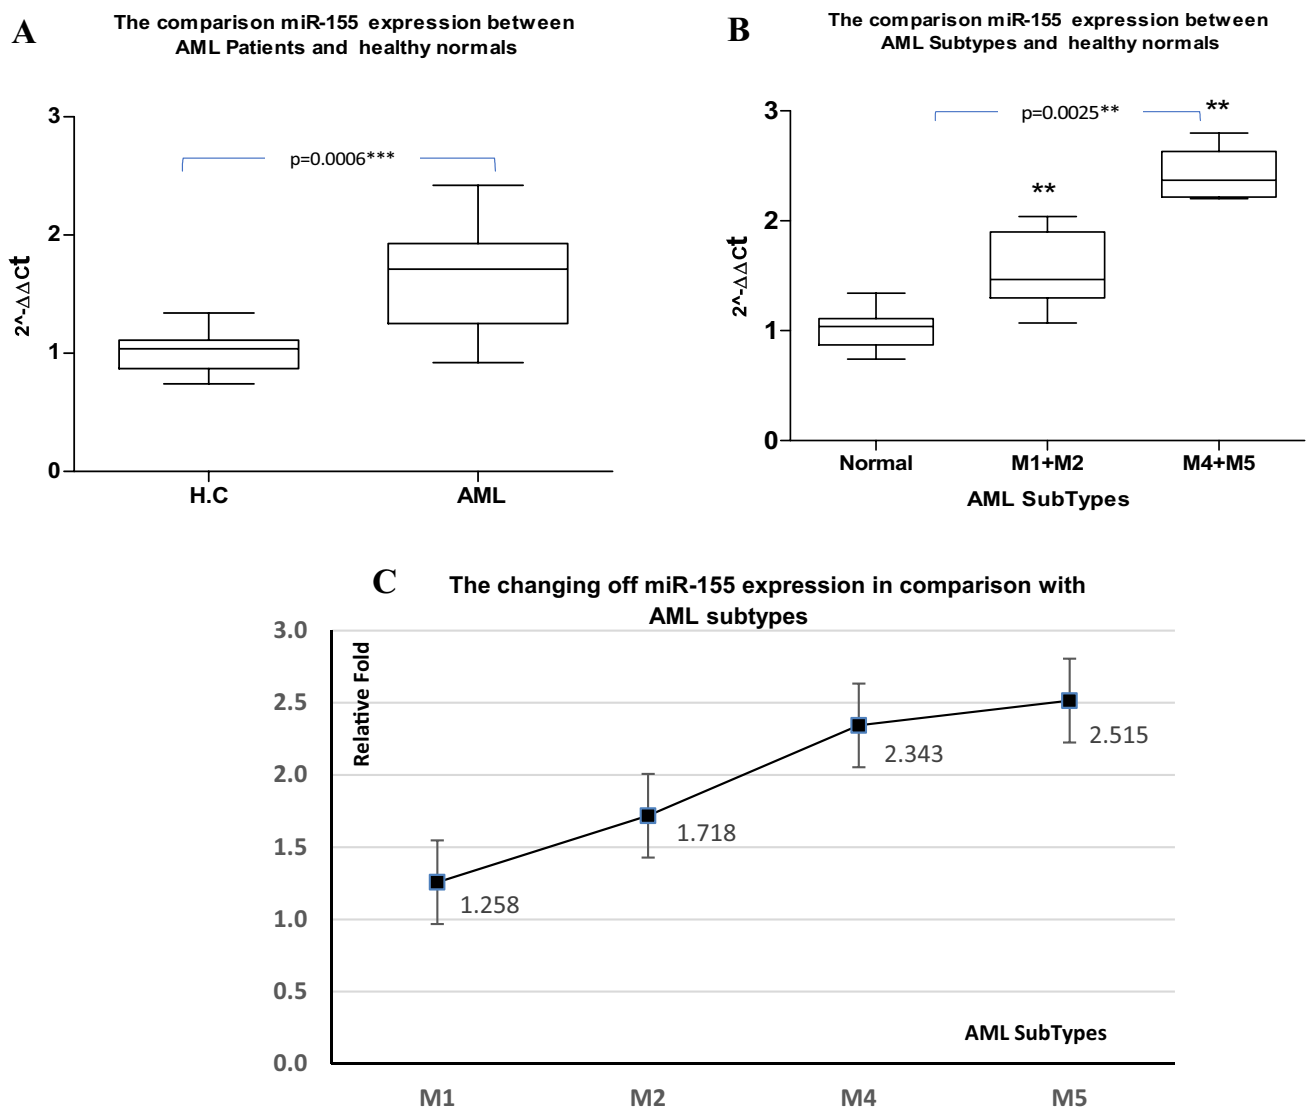 A
The comparison miR-155 expression between
AML Patients and healthy normals
3
2
1
0
2^-ΔΔct
p=0.0006***
H.C
AML
B
The comparison miR-155 expression between
AML Subtypes and healthy normals
3
2
1
0
2^-ΔΔct
p=0.0025**
**
**
Normal
M1+M2
M4+M5
AML SubTypes
C
The changing off miR-155 expression in comparison with
AML subtypes
3.0
2.5
2.0
1.5
1.0
0.5
0.0
Relative Fold
1.258
1.718
2.343
2.515
AML SubTypes
M1
M2
M4
M5